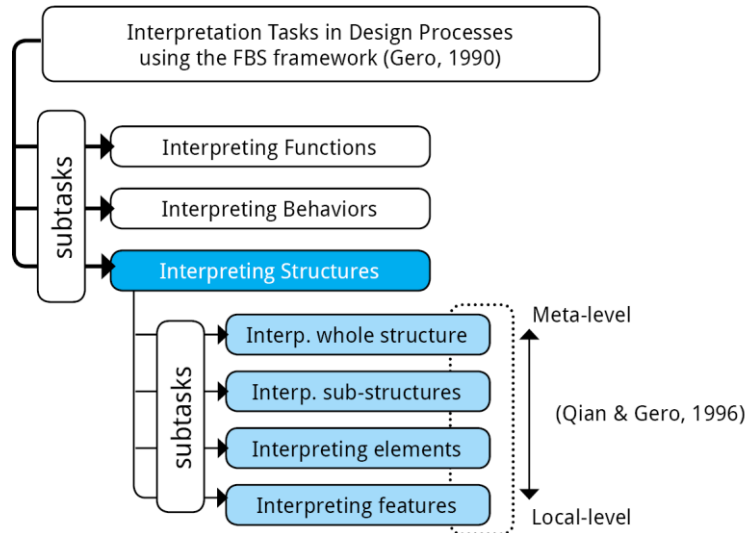 Interpretation Tasks in Design Processes
using the FBS framework (Gero, 1990)
subtasks
Interpreting Functions
Interpreting Behaviors
Interpreting Structures
subtasks
Interp. whole structure
Interp. sub-structures
Interpreting elements
Interpreting features
Meta-level
(Qian & Gero, 1996)
Local-level